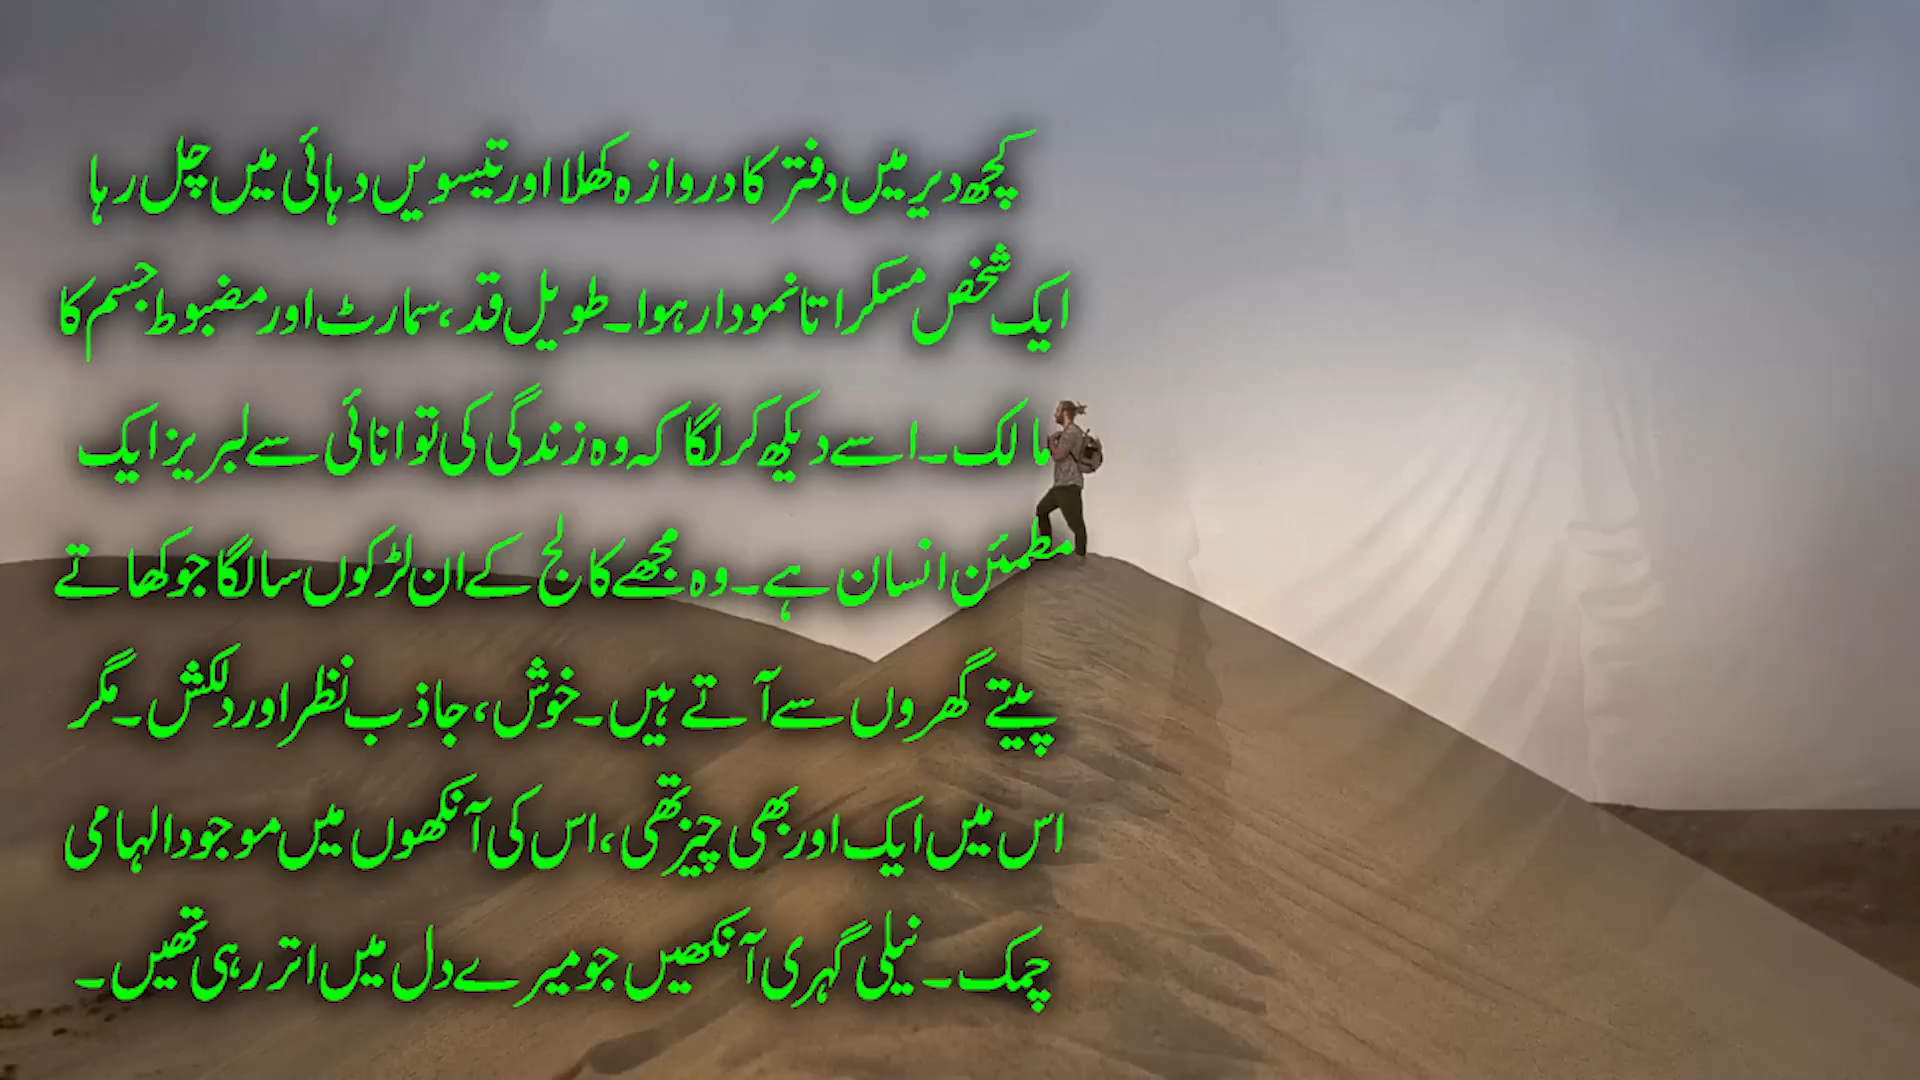 کچھ دیر میں دفتر کا دروازہ کھلا اور تیسویں دہائی میں چل رہا
ایک شخص مسکراتا نمودار ہوا۔ طویل قد، سمارٹ اور مضبوط جسم کا
مالک۔ اسے دیکھ کر لگا کہ وہ زندگی کی توانائی سے لبریز ایک
مطمئن انسان ہے۔ وہ مجھے کالج کے ان لڑکوں سا لگا جو کھاتے
پیتے گھروں سے آتے ہیں۔ خوش، جاذب نظر اور دلکش۔ مگر
اس میں ایک اور بھی چیز تھی، اس کی آنکھوں میں موجود الہامی
چمک۔ نیلی گہری آنکھیں جو میرے دل میں اتر رہی تھیں۔